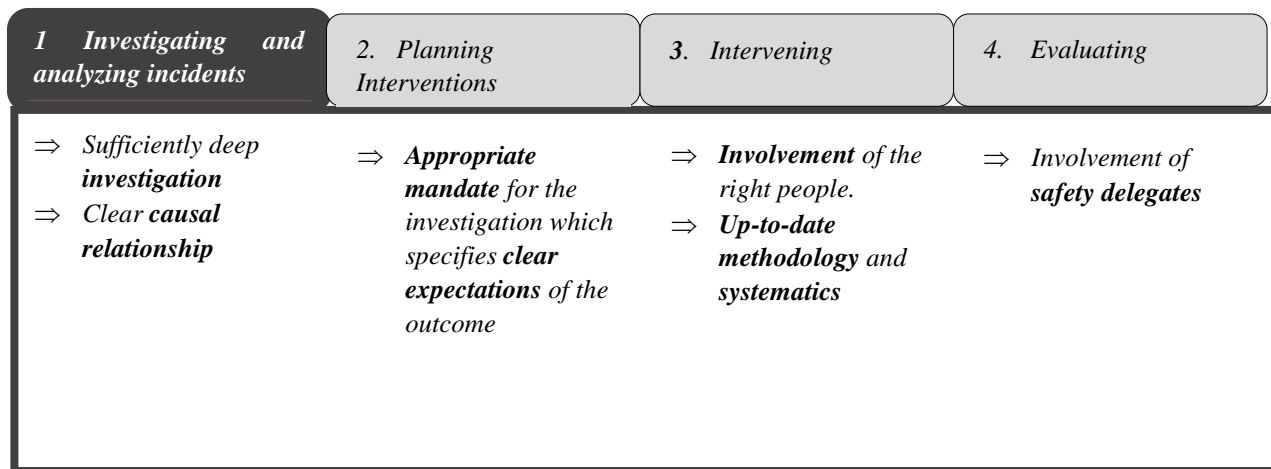 1 Investigating and
analyzing incidents
2. Planning
Interventions
3. Intervening
4. Evaluating
⇒ Sufficiently deep
investigation
⇒ Clear causal
relationship
⇒ Appropriate
mandate for the
investigation which
specifies clear
expectations of the
outcome
⇒ Involvement of the
right people.
⇒ Up-to-date
methodology and
systematics
⇒ Involvement of
safety delegates